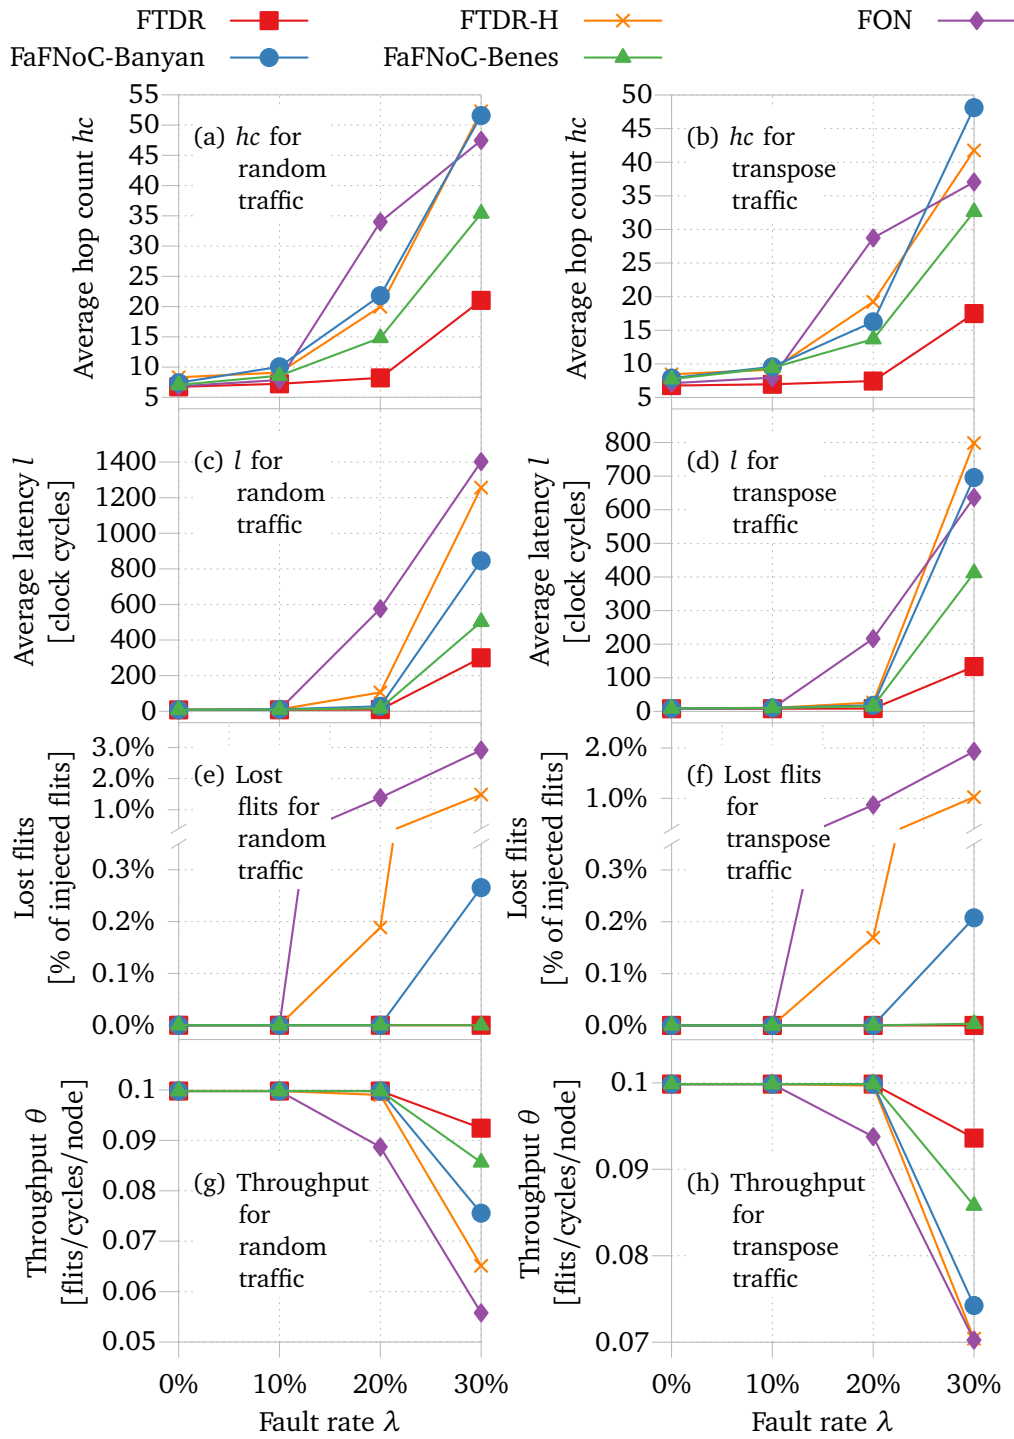 FTDR
FTDR-H
FON
FaFNoC-Banyan
FaFNoC-Benes
Average hop count hc
55
50
45
40
35
30
25
20
15
10
5
(a) hc for
random
traffic
Average hop count hc
50
45
40
35
30
25
20
15
10
5
(b) hc for
transpose
traffic
Average latency l
[clock cycles]
1400
1200
1000
800
600
400
200
0
(c) l for
random
traffic
Average latency l
[clock cycles]
800
700
600
500
400
300
200
100
0
(d) l for
transpose
traffic
Lost flits
[% of injected flits]
3.0%
2.0%
1.0%
0.3%
0.2%
0.1%
0.0%
(e) Lost
flits for
random
traffic
Lost flits
[% of injected flits]
2.0%
1.0%
0.3%
0.2%
0.1%
0.0%
(f) Lost flits
for
transpose
traffic
Throughput θ
[flits/cycles/node]
0.1
0.09
0.08
0.07
0.06
0.05
(g) Throughput
for
random
traffic
0% 10% 20% 30%
Fault rate λ
Throughput θ
[flits/cycles/node]
0.1
0.09
0.08
0.07
(h) Throughput
for
transpose
traffic
0% 10% 20% 30%
Fault rate λ